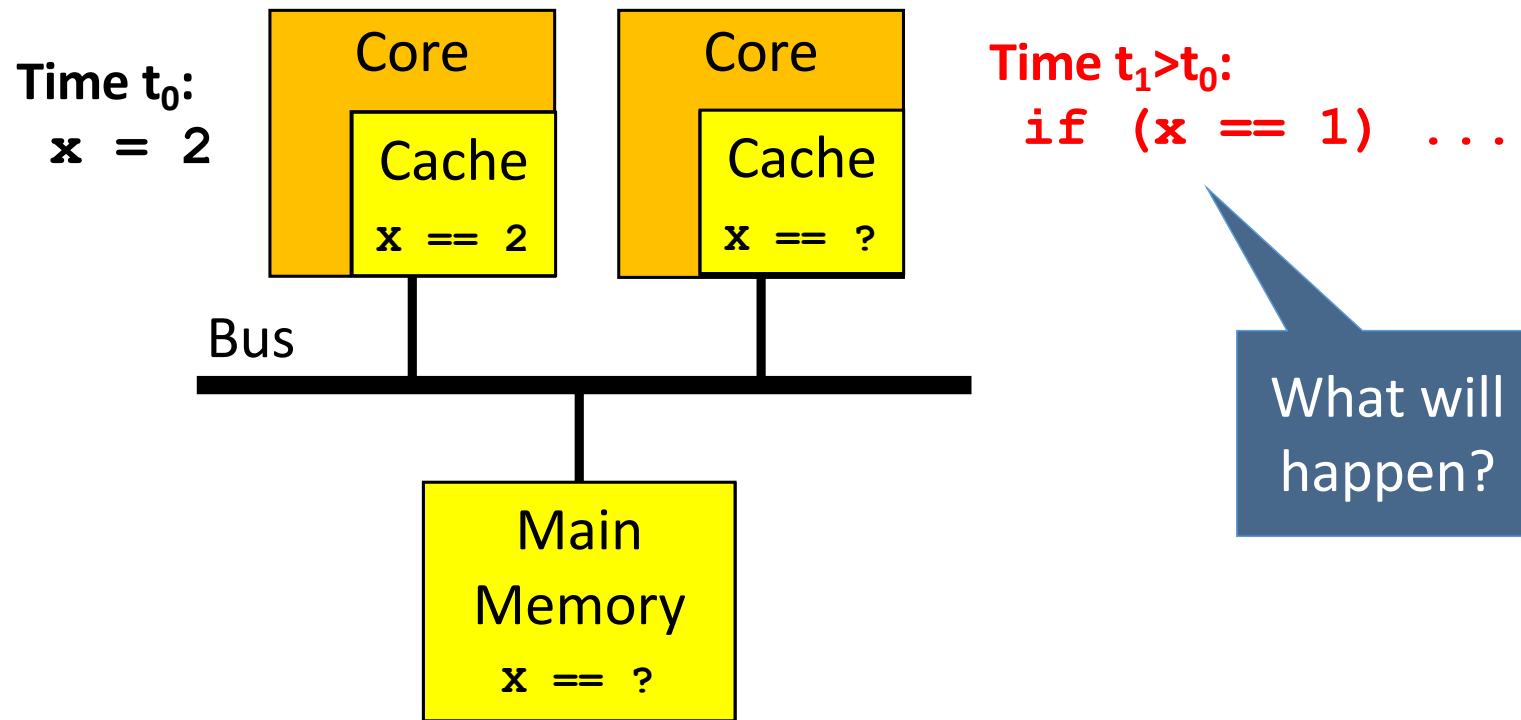 Time t₀:
x = 2
Core
Cache
x == 2
Core
Cache
x == ?
Time t₁>t₀:
if (x == 1) ...
Bus
What will
happen?
Main
Memory
x == ?